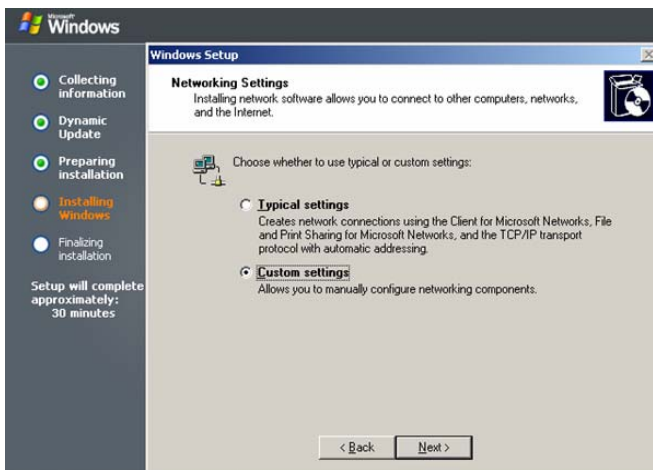 Microsoft
Windows
Collecting
information
Dynamic
Update
Preparing
installation
Installing
Windows
Finalizing
installation
Setup will complete
approximately:
30 minutes
Windows Setup
Networking Settings
Installing network software allows you to connect to other computers, networks,
and the Internet.
Choose whether to use typical or custom settings:
Typical settings
Creates network connections using the Client for Microsoft Networks, File
and Print Sharing for Microsoft Networks, and the TCP/IP transport
protocol with automatic addressing.
Custom settings
Allows you to manually configure networking components.
< Back
Next >